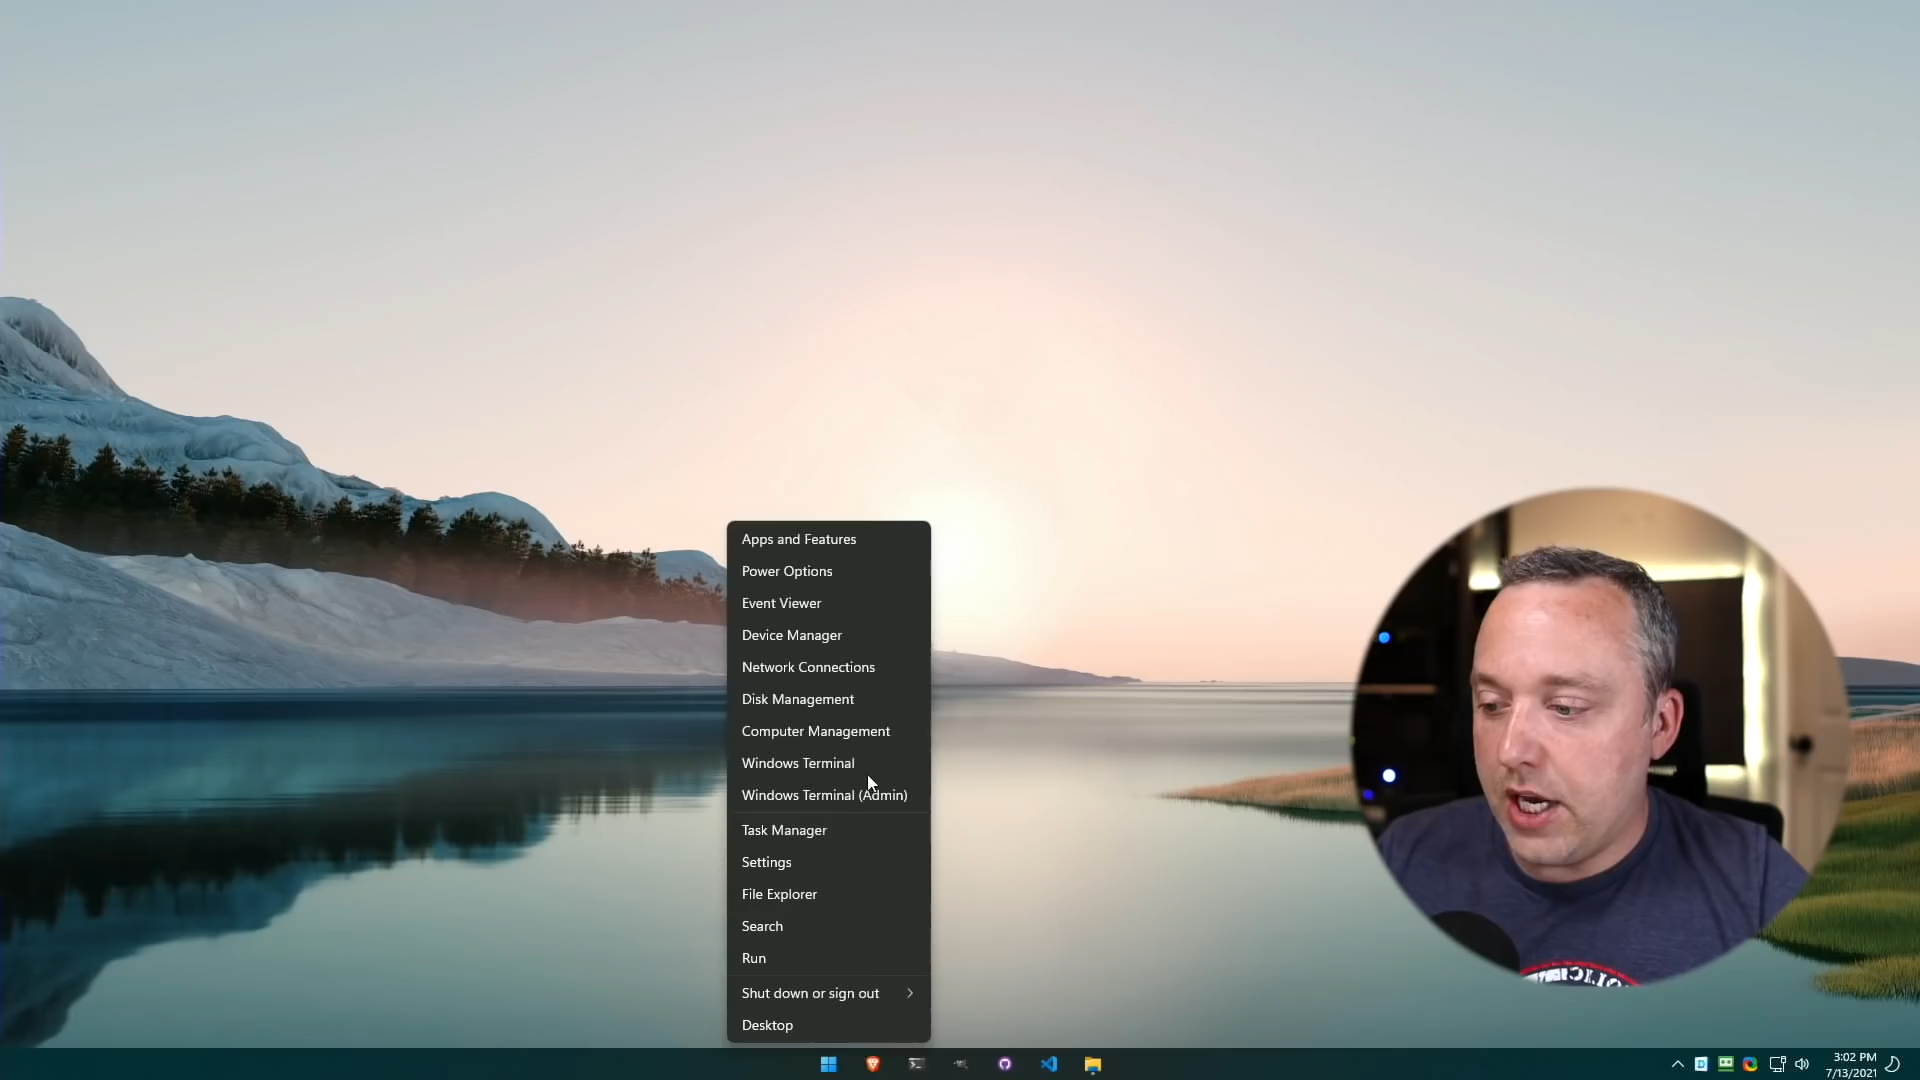 Apps and Features
Power Options
Event Viewer
Device Manager
Network Connections
Disk Management
Computer Management
Windows Terminal
Windows Terminal (Admin)
Task Manager
Settings
File Explorer
Search
Run
Shut down or sign out
Desktop
3:02 PM
7/13/2021